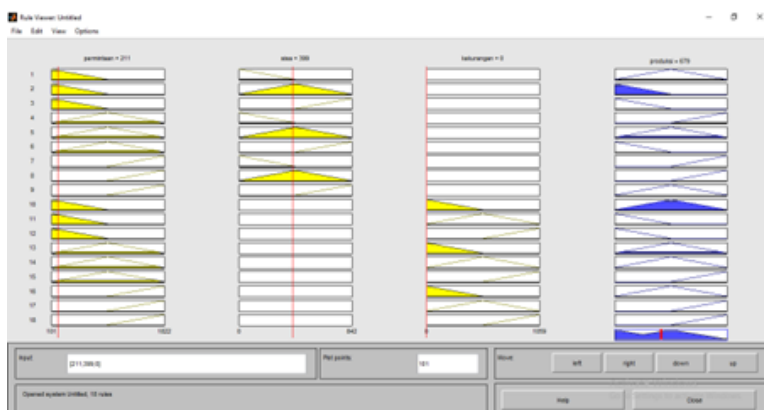 Rule Viewer: Untitled
File Edit View Options
permintaan = 211
sisa = 399
kekurangan = 0
produksi = 679
1
2
3
4
5
6
7
8
9
10
11
12
13
14
15
16
17
18
1022
0
842
0
Input:
[211;399;0]
Plot points:
101
Move:
left
right
down
up
Opened system Untitled, 18 rules
Help
Close